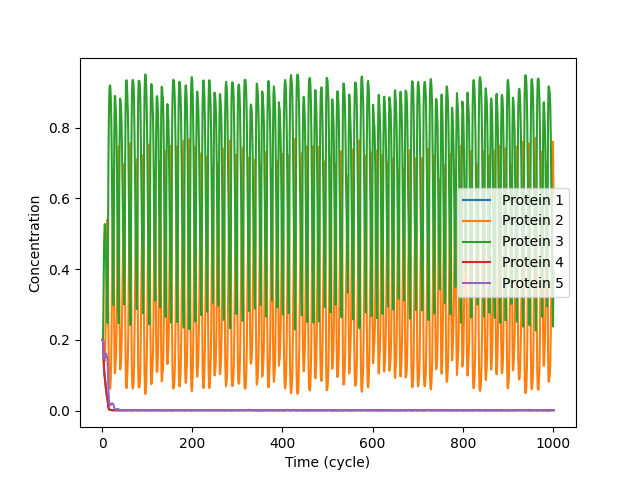 0.8
0.6
0.4
0.2
0.0
Concentration
0
200
400
600
800
1000
Time (cycle)
Protein 1
Protein 2
Protein 3
Protein 4
Protein 5